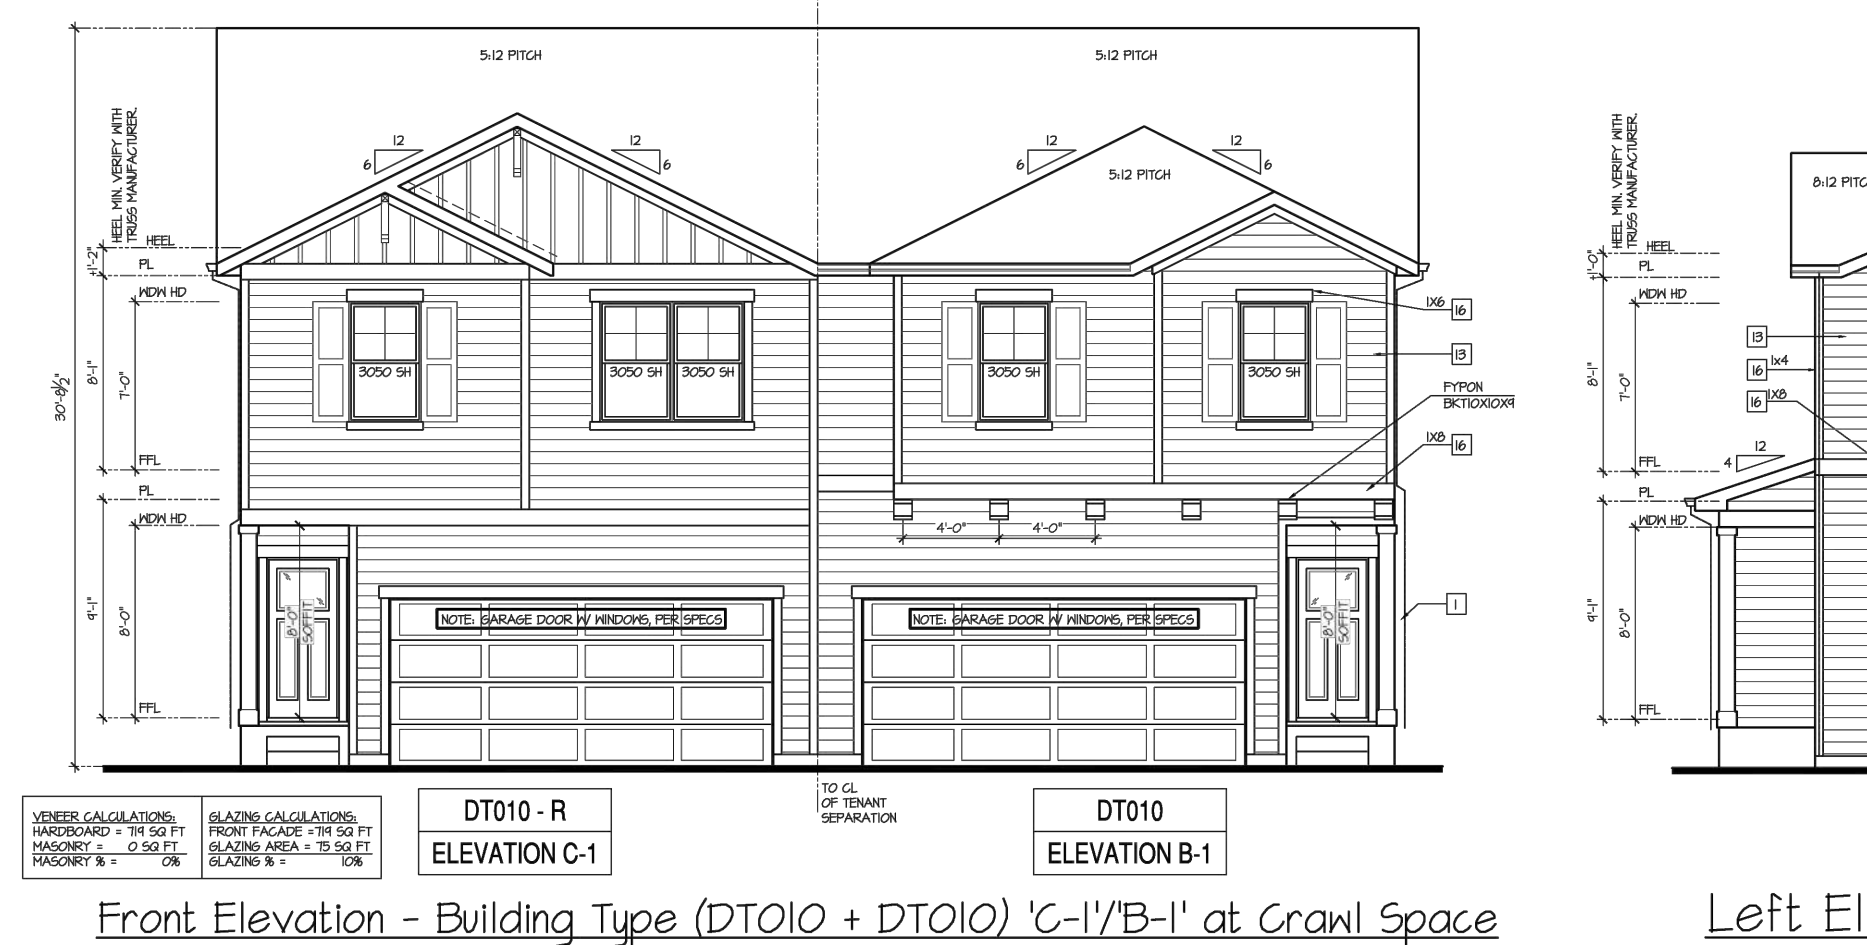 5:12 PITCH
5:12 PITCH
HEEL MIN. VERIFY WITH
TRUSS MANUFACTURER.
12
6
12
6
12
6
12
6
5:12 PITCH
HEEL
PL
WDW HD
FFL
PL
WDW HD
FFL
±1'-2"
8'-1"
7'-0"
30'-8 1/2"
9'-1"
8'-0"
3050 SH
3050 SH
3050 SH
3050 SH
3050 SH
1X6
16
13
FYPON
BKT10X10X9
1X8
16
4'-0"
4'-0"
8'-0"
SOFFIT
8'-0"
SOFFIT
1
NOTE: GARAGE DOOR W/ WINDOWS, PER SPECS
NOTE: GARAGE DOOR W/ WINDOWS, PER SPECS
TO CL
OF TENANT
SEPARATION
VENEER CALCULATIONS:
HARDBOARD = 719 SQ FT
MASONRY = 0 SQ FT
MASONRY % = 0%
GLAZING CALCULATIONS:
FRONT FACADE =719 SQ FT
GLAZING AREA = 75 SQ FT
GLAZING % = 10%
DT010 - R
ELEVATION C-1
DT010
ELEVATION B-1
Front Elevation - Building Type (DT010 + DT010) 'C-1'/'B-1' at Crawl Space
HEEL MIN. VERIFY WITH
TRUSS MANUFACTURER.
8:12 PITC
HEEL
PL
WDW HD
FFL
PL
WDW HD
FFL
±1'-0"
8'-1"
7'-0"
9'-1"
8'-0"
13
1x4
16
1X8
16
12
4
Left El